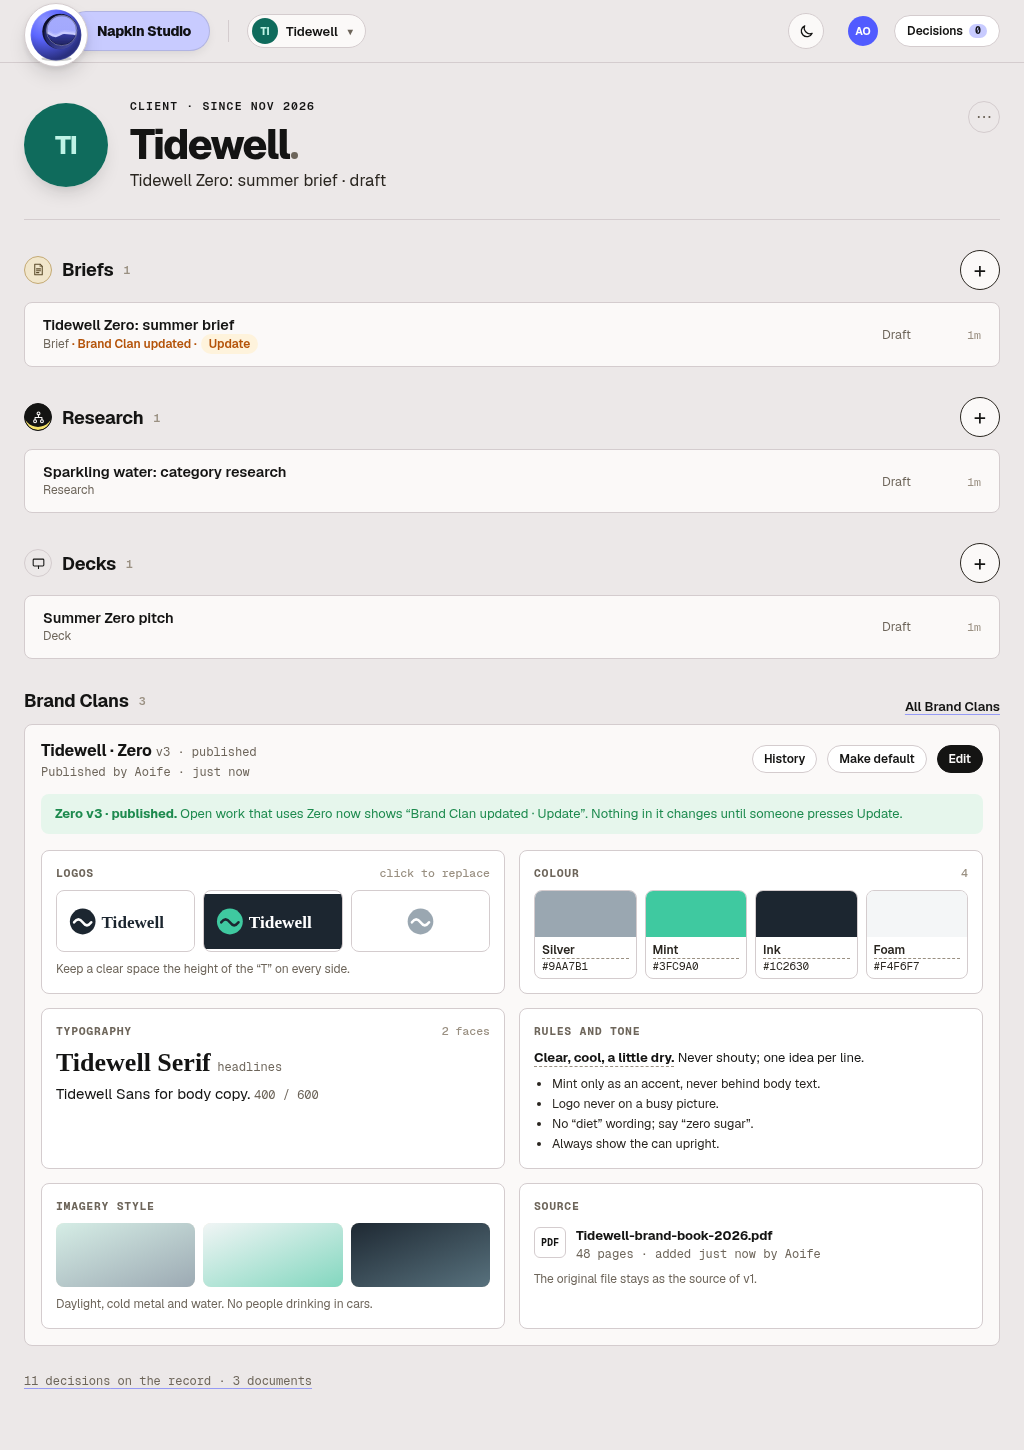 Napkin Studio
TI Tidewell ▾
AO
Decisions 0
TI
CLIENT · SINCE NOV 2026
Tidewell.
Tidewell Zero: summer brief · draft
···
Briefs 1
+
Tidewell Zero: summer brief
Brief · Brand Clan updated · Update
Draft
1m
Research 1
+
Sparkling water: category research
Research
Draft
1m
Decks 1
+
Summer Zero pitch
Deck
Draft
1m
Brand Clans 3
All Brand Clans
Tidewell · Zero v3 · published
Published by Aoife · just now
History
Make default
Edit
Zero v3 · published. Open work that uses Zero now shows “Brand Clan updated · Update”. Nothing in it changes until someone presses Update.
LOGOS
click to replace
Tidewell
Tidewell
Keep a clear space the height of the “T” on every side.
COLOUR
4
Silver
#9AA7B1
Mint
#3FC9A0
Ink
#1C2630
Foam
#F4F6F7
TYPOGRAPHY
2 faces
Tidewell Serif headlines
Tidewell Sans for body copy. 400 / 600
RULES AND TONE
Clear, cool, a little dry. Never shouty; one idea per line.
• Mint only as an accent, never behind body text.
• Logo never on a busy picture.
• No “diet” wording; say “zero sugar”.
• Always show the can upright.
IMAGERY STYLE
Daylight, cold metal and water. No people drinking in cars.
SOURCE
PDF
Tidewell-brand-book-2026.pdf
48 pages · added just now by Aoife
The original file stays as the source of v1.
11 decisions on the record · 3 documents